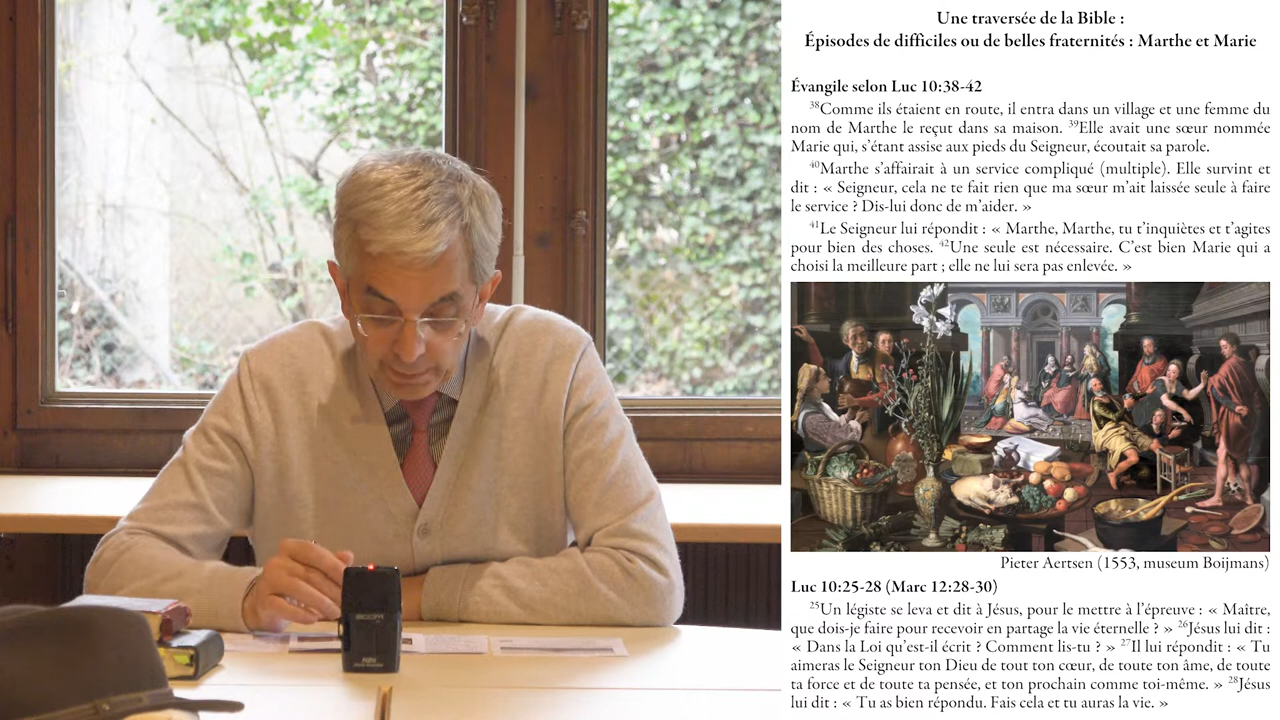 Une traversée de la Bible :
Épisodes de difficiles ou de belles fraternités : Marthe et Marie
Évangile selon Luc 10:38-42
³⁸Comme ils étaient en route, il entra dans un village et une femme du
nom de Marthe le reçut dans sa maison. ³⁹Elle avait une sœur nommée
Marie qui, s’étant assise aux pieds du Seigneur, écoutait sa parole.
⁴⁰Marthe s’affairait à un service compliqué (multiple). Elle survint et
dit : « Seigneur, cela ne te fait rien que ma sœur m’ait laissée seule à faire
le service ? Dis-lui donc de m’aider. »
⁴¹Le Seigneur lui répondit : « Marthe, Marthe, tu t’inquiètes et t’agites
pour bien des choses. ⁴²Une seule est nécessaire. C’est bien Marie qui a
choisi la meilleure part ; elle ne lui sera pas enlevée. »
Pieter Aertsen (1553, museum Boijmans)
Luc 10:25-28 (Marc 12:28-30)
²⁵Un légiste se leva et dit à Jésus, pour le mettre à l’épreuve : « Maître,
que dois-je faire pour recevoir en partage la vie éternelle ? » ²⁶Jésus lui dit :
« Dans la Loi qu’est-il écrit ? Comment lis-tu ? » ²⁷Il lui répondit : « Tu
aimeras le Seigneur ton Dieu de tout ton cœur, de toute ton âme, de toute
ta force et de toute ta pensée, et ton prochain comme toi-même. » ²⁸Jésus
lui dit : « Tu as bien répondu. Fais cela et tu auras la vie. »
zoom